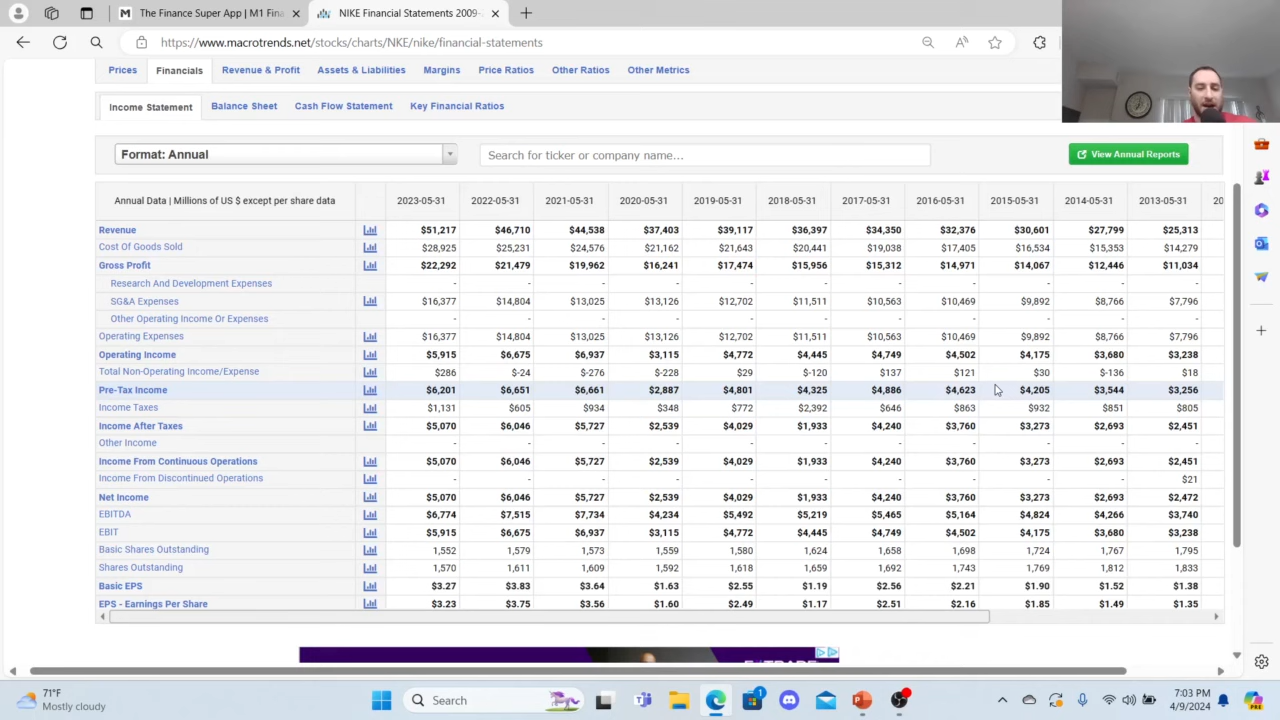 The Finance Super App | M1 Fina
NIKE Financial Statements 2009-
https://www.macrotrends.net/stocks/charts/NKE/nike/financial-statements
Prices Financials Revenue & Profit Assets & Liabilities Margins Price Ratios Other Ratios Other Metrics
Income Statement Balance Sheet Cash Flow Statement Key Financial Ratios
Format: Annual Search for ticker or company name... View Annual Reports
Annual Data | Millions of US $ except per share data 2023-05-31 2022-05-31 2021-05-31 2020-05-31 2019-05-31 2018-05-31 2017-05-31 2016-05-31 2015-05-31 2014-05-31 2013-05-31 20
Revenue $51,217 $46,710 $44,538 $37,403 $39,117 $36,397 $34,350 $32,376 $30,601 $27,799 $25,313
Cost Of Goods Sold $28,925 $25,231 $24,576 $21,162 $21,643 $20,441 $19,038 $17,405 $16,534 $15,353 $14,279
Gross Profit $22,292 $21,479 $19,962 $16,241 $17,474 $15,956 $15,312 $14,971 $14,067 $12,446 $11,034
Research And Development Expenses - - - - - - - - - - -
SG&A Expenses $16,377 $14,804 $13,025 $13,126 $12,702 $11,511 $10,563 $10,469 $9,892 $8,766 $7,796
Other Operating Income Or Expenses - - - - - - - - - - -
Operating Expenses $16,377 $14,804 $13,025 $13,126 $12,702 $11,511 $10,563 $10,469 $9,892 $8,766 $7,796
Operating Income $5,915 $6,675 $6,937 $3,115 $4,772 $4,445 $4,749 $4,502 $4,175 $3,680 $3,238
Total Non-Operating Income/Expense $286 $-24 $-276 $-228 $29 $-120 $137 $121 $30 $-136 $18
Pre-Tax Income $6,201 $6,651 $6,661 $2,887 $4,801 $4,325 $4,886 $4,623 $4,205 $3,544 $3,256
Income Taxes $1,131 $605 $934 $348 $772 $2,392 $646 $863 $932 $851 $805
Income After Taxes $5,070 $6,046 $5,727 $2,539 $4,029 $1,933 $4,240 $3,760 $3,273 $2,693 $2,451
Other Income - - - - - - - - - - -
Income From Continuous Operations $5,070 $6,046 $5,727 $2,539 $4,029 $1,933 $4,240 $3,760 $3,273 $2,693 $2,451
Income From Discontinued Operations - - - - - - - - - - $21
Net Income $5,070 $6,046 $5,727 $2,539 $4,029 $1,933 $4,240 $3,760 $3,273 $2,693 $2,472
EBITDA $6,774 $7,515 $7,734 $4,234 $5,492 $5,219 $5,465 $5,164 $4,824 $4,266 $3,740
EBIT $5,915 $6,675 $6,937 $3,115 $4,772 $4,445 $4,749 $4,502 $4,175 $3,680 $3,238
Basic Shares Outstanding 1,552 1,579 1,573 1,559 1,580 1,624 1,658 1,698 1,724 1,767 1,795
Shares Outstanding 1,570 1,611 1,609 1,592 1,618 1,659 1,692 1,743 1,769 1,812 1,833
Basic EPS $3.27 $3.83 $3.64 $1.63 $2.55 $1.19 $2.56 $2.21 $1.90 $1.52 $1.38
EPS - Earnings Per Share $3.23 $3.75 $3.56 $1.60 $2.49 $1.17 $2.51 $2.16 $1.85 $1.49 $1.35
71°F
Mostly cloudy
Search
1
7:03 PM
4/9/2024
PRE